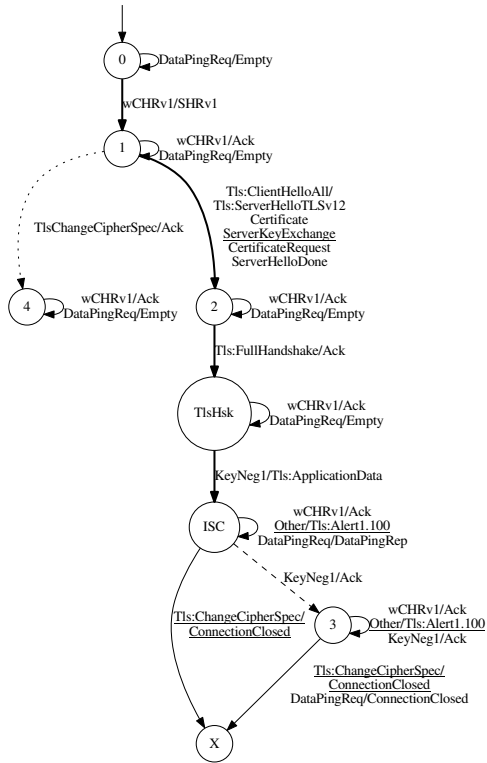 0
DataPingReq/Empty
wCHRv1/SHRv1
1
wCHRv1/Ack
DataPingReq/Empty
Tls:ClientHelloAll/
Tls:ServerHelloTLSv12
Certificate
ServerKeyExchange
CertificateRequest
ServerHelloDone
TlsChangeCipherSpec/Ack
4
wCHRv1/Ack
DataPingReq/Empty
2
wCHRv1/Ack
DataPingReq/Empty
Tls:FullHandshake/Ack
TlsHsk
wCHRv1/Ack
DataPingReq/Empty
KeyNeg1/Tls:ApplicationData
ISC
wCHRv1/Ack
Other/Tls:Alert1.100
DataPingReq/DataPingRep
KeyNeg1/Ack
Tls:ChangeCipherSpec/
ConnectionClosed
3
wCHRv1/Ack
Other/Tls:Alert1.100
KeyNeg1/Ack
Tls:ChangeCipherSpec/
ConnectionClosed
DataPingReq/ConnectionClosed
X